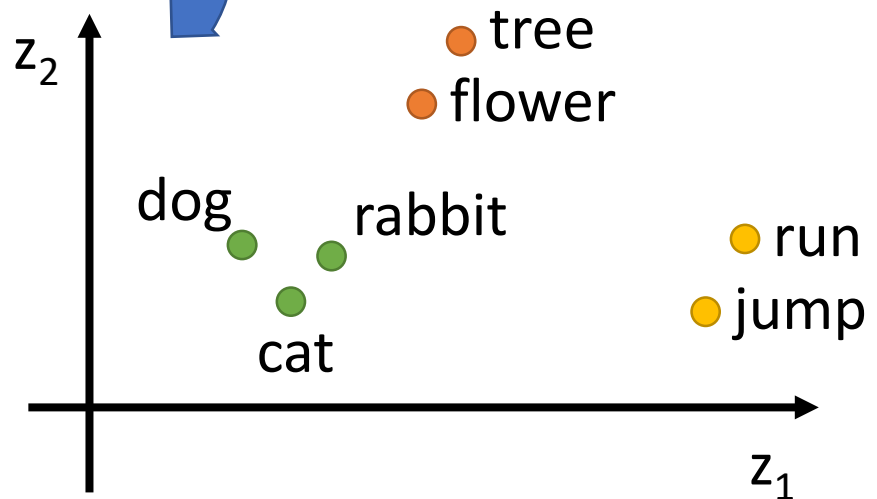 z2
tree
flower
dog
rabbit
cat
run
jump
z1